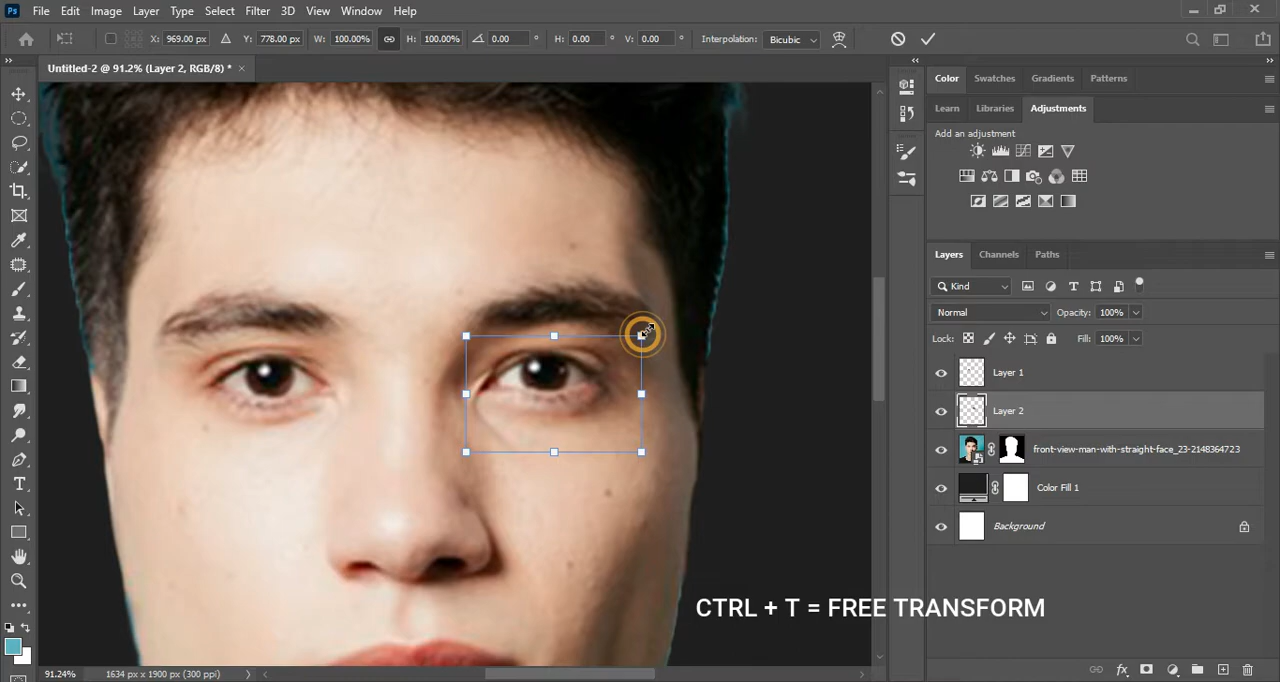 Ps File Edit Image Layer Type Select Filter 3D View Window Help
X: 969.00 px Y: 778.00 px W: 100.00% H: 100.00% 0.00 ° H: 0.00 ° V: 0.00 ° Interpolation: Bicubic
Untitled-2 @ 91.2% (Layer 2, RGB/8) * ×
Color Swatches Gradients Patterns
Learn Libraries Adjustments
Add an adjustment
Layers Channels Paths
Kind
Normal Opacity: 100%
Lock: Fill: 100%
Layer 1
Layer 2
front-view-man-with-straight-face_23-2148364723
Color Fill 1
Background
CTRL + T = FREE TRANSFORM
91.24% 1634 px x 1900 px (300 ppi)